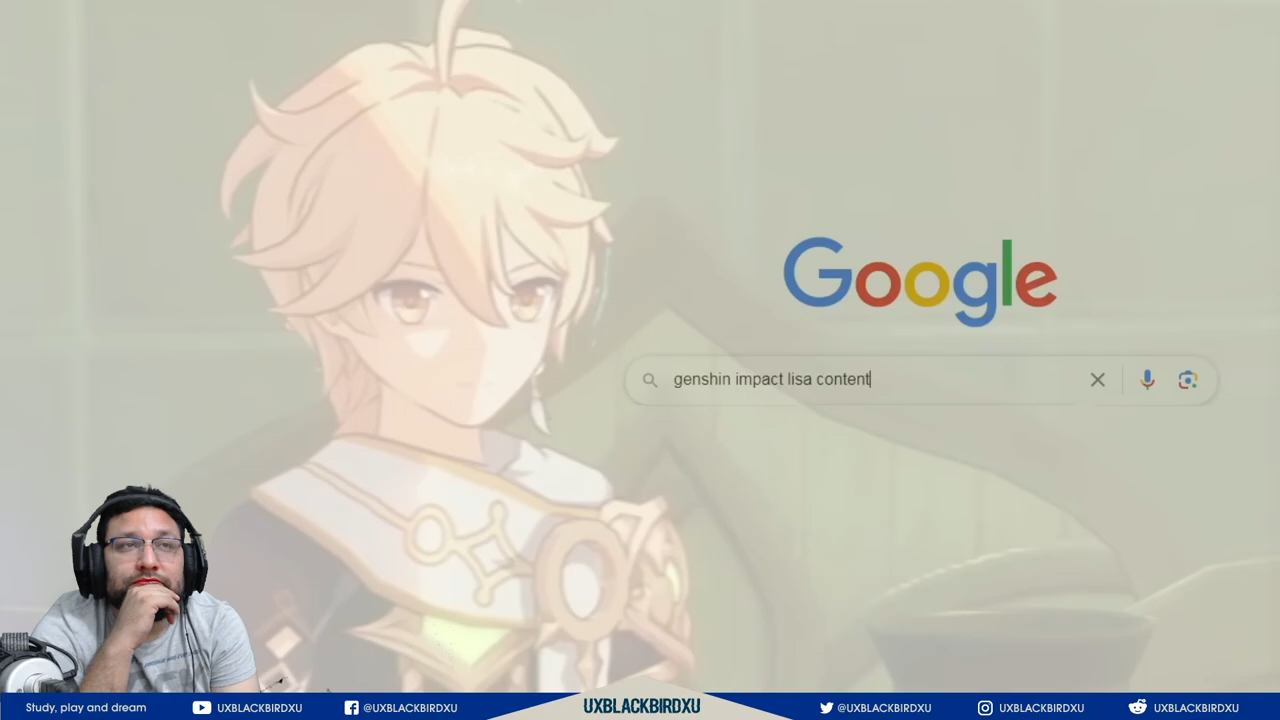 Google
genshin impact lisa content
Study, play and dream
UXBLACKBIRDXU
@UXBLACKBIRDXU
UXBLACKBIRDXU
@UXBLACKBIRDXU
UXBLACKBIRDXU
UXBLACKBIRDXU